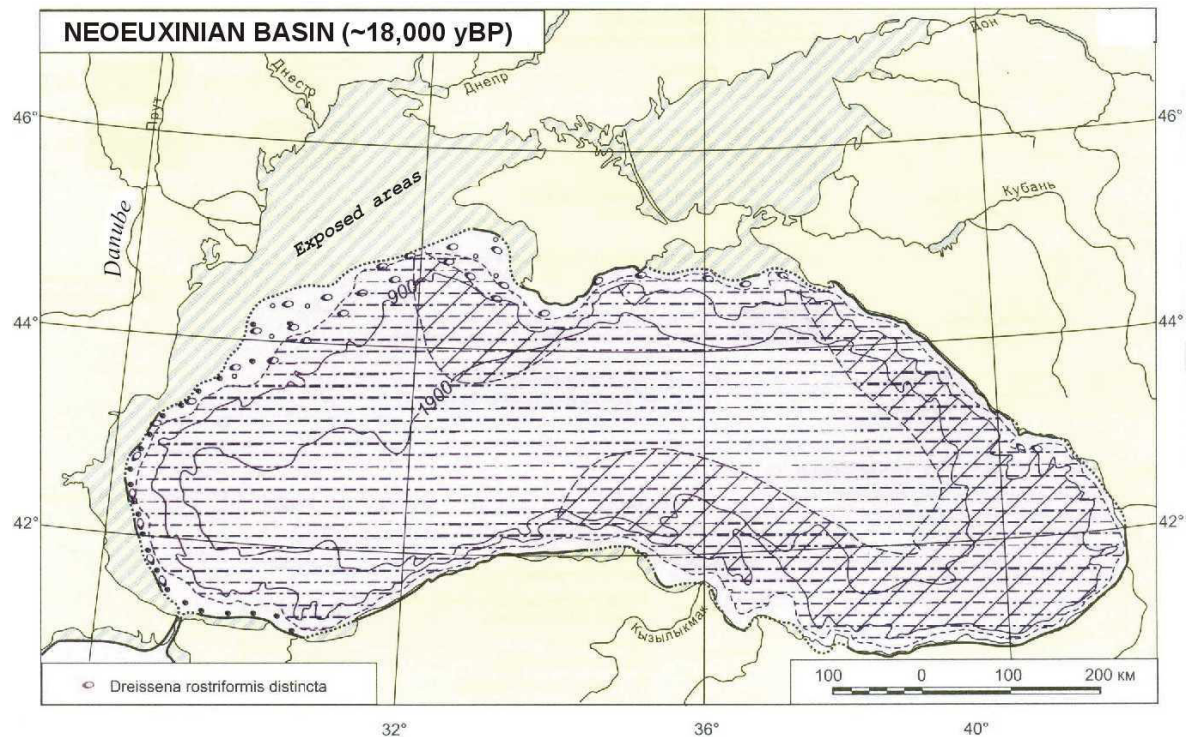 NEOEUXINIAN BASIN (~18,000 yBP)
Дон
Днестр
Днепр
Прут
46°
46°
Кубань
Danube
Exposed areas
900
44°
44°
1900
42°
42°
Кызылыкмак
Dreissena rostriformis distincta
100 0 100 200 км
32° 36° 40°